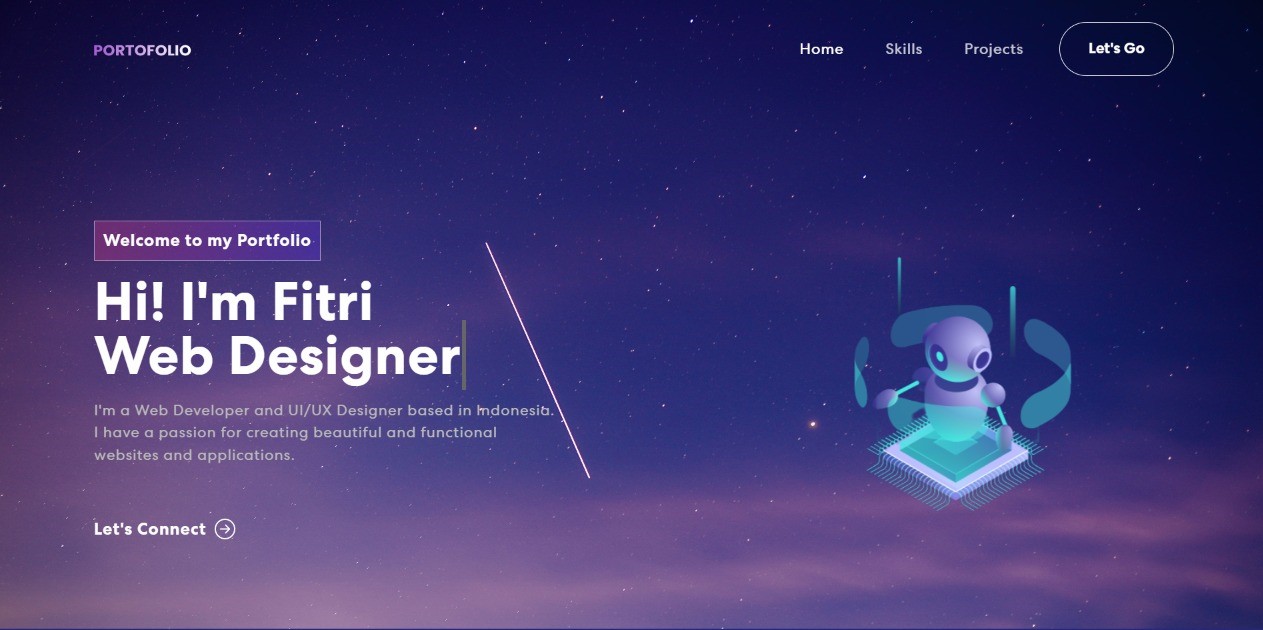 PORTOFOLIO
Home Skills Projects Let's Go
Welcome to my Portfolio
Hi! I'm Fitri
Web Designer
I'm a Web Developer and UI/UX Designer based in Indonesia.
I have a passion for creating beautiful and functional
websites and applications.
Let's Connect